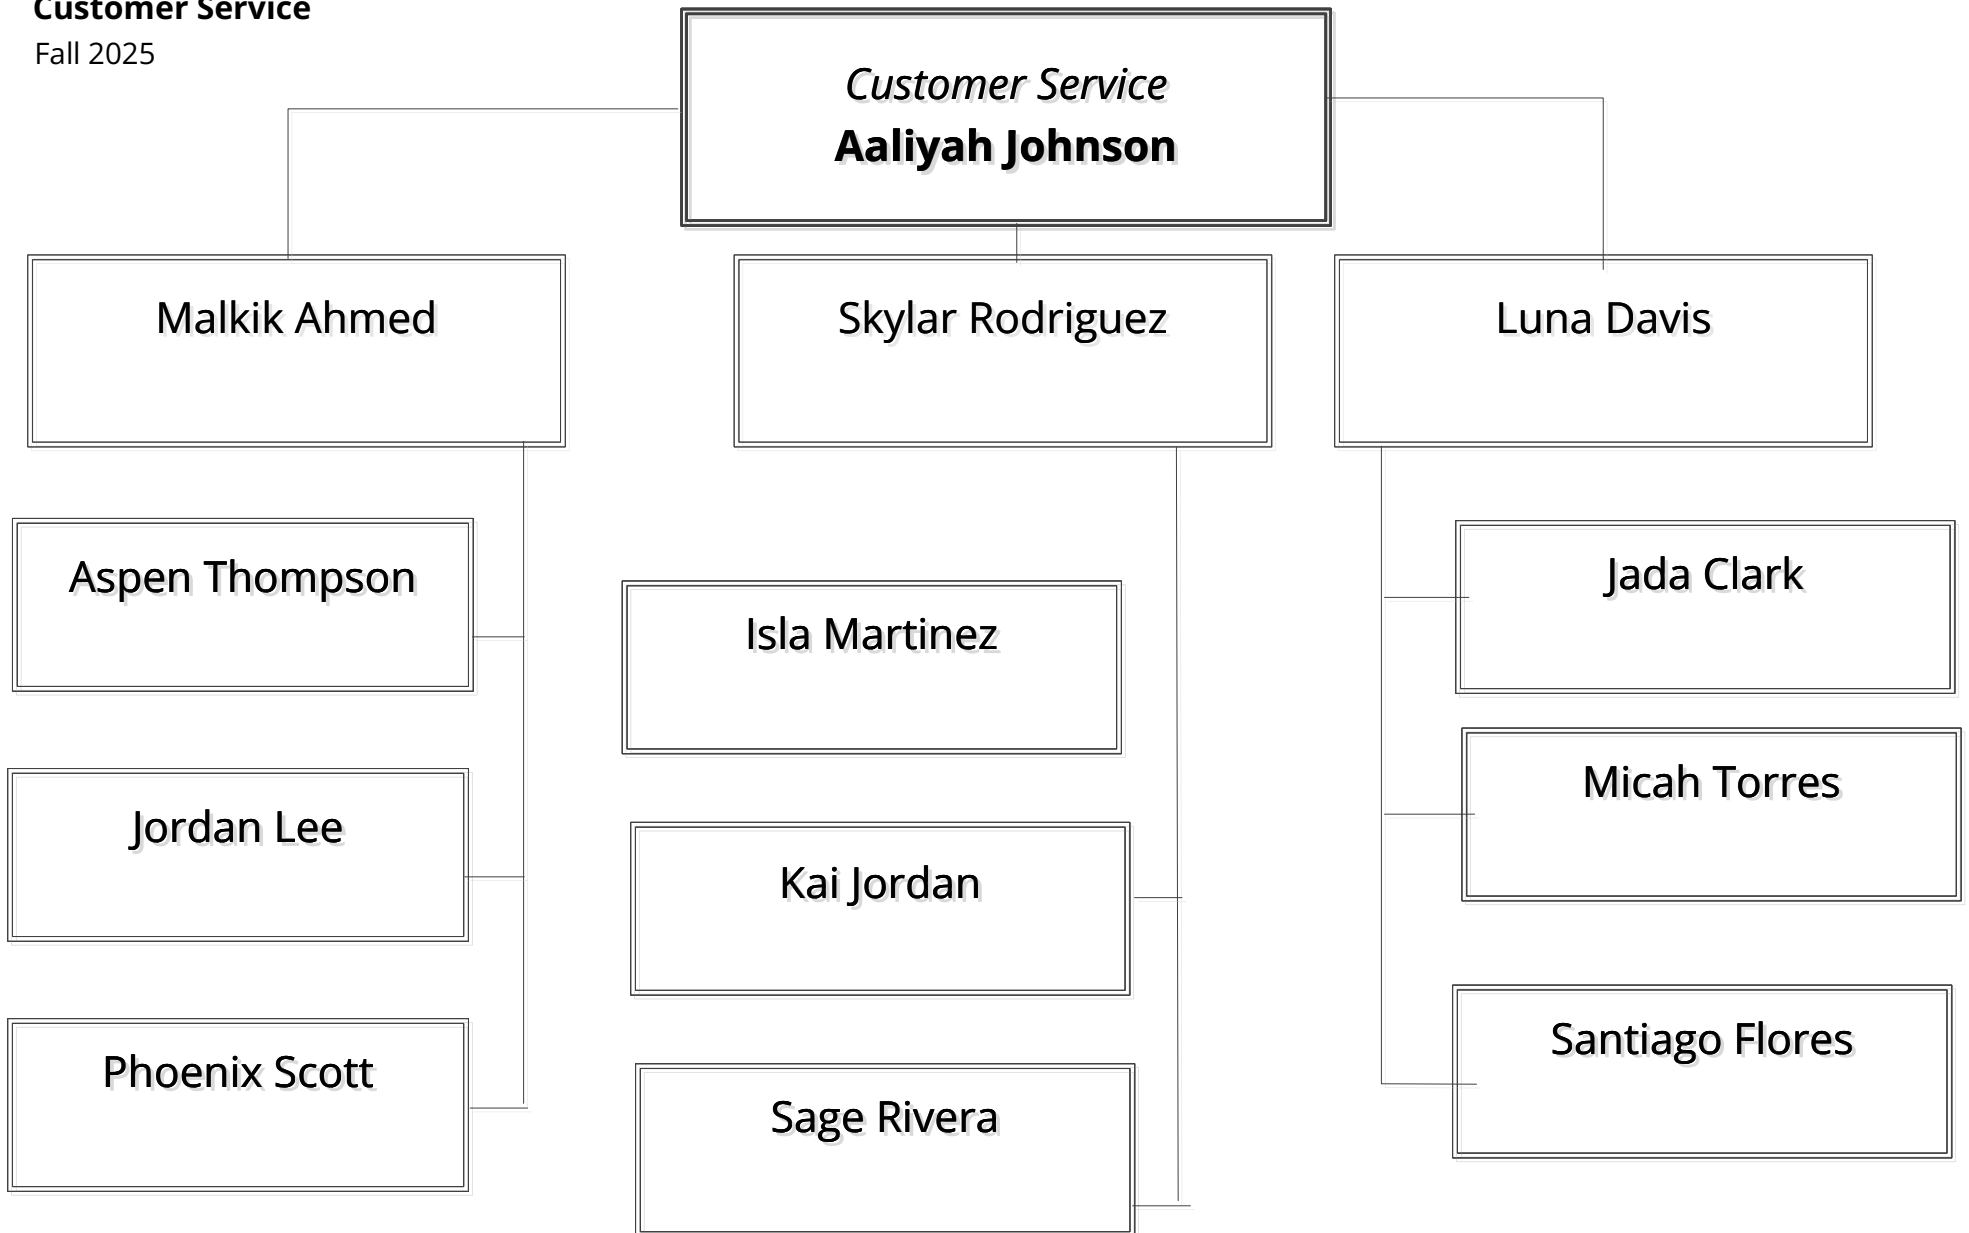 Customer Service
Fall 2025
Customer Service
Aaliyah Johnson
Malkik Ahmed
Skylar Rodriguez
Luna Davis
Aspen Thompson
Jada Clark
Isla Martinez
Micah Torres
Jordan Lee
Kai Jordan
Santiago Flores
Phoenix Scott
Sage Rivera